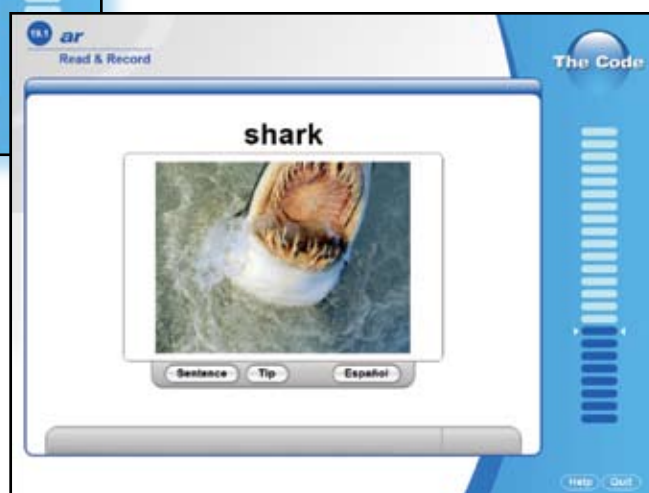 19.1 ar
Read & Record
The Code
shark
Sentence Tip Español
Help Quit